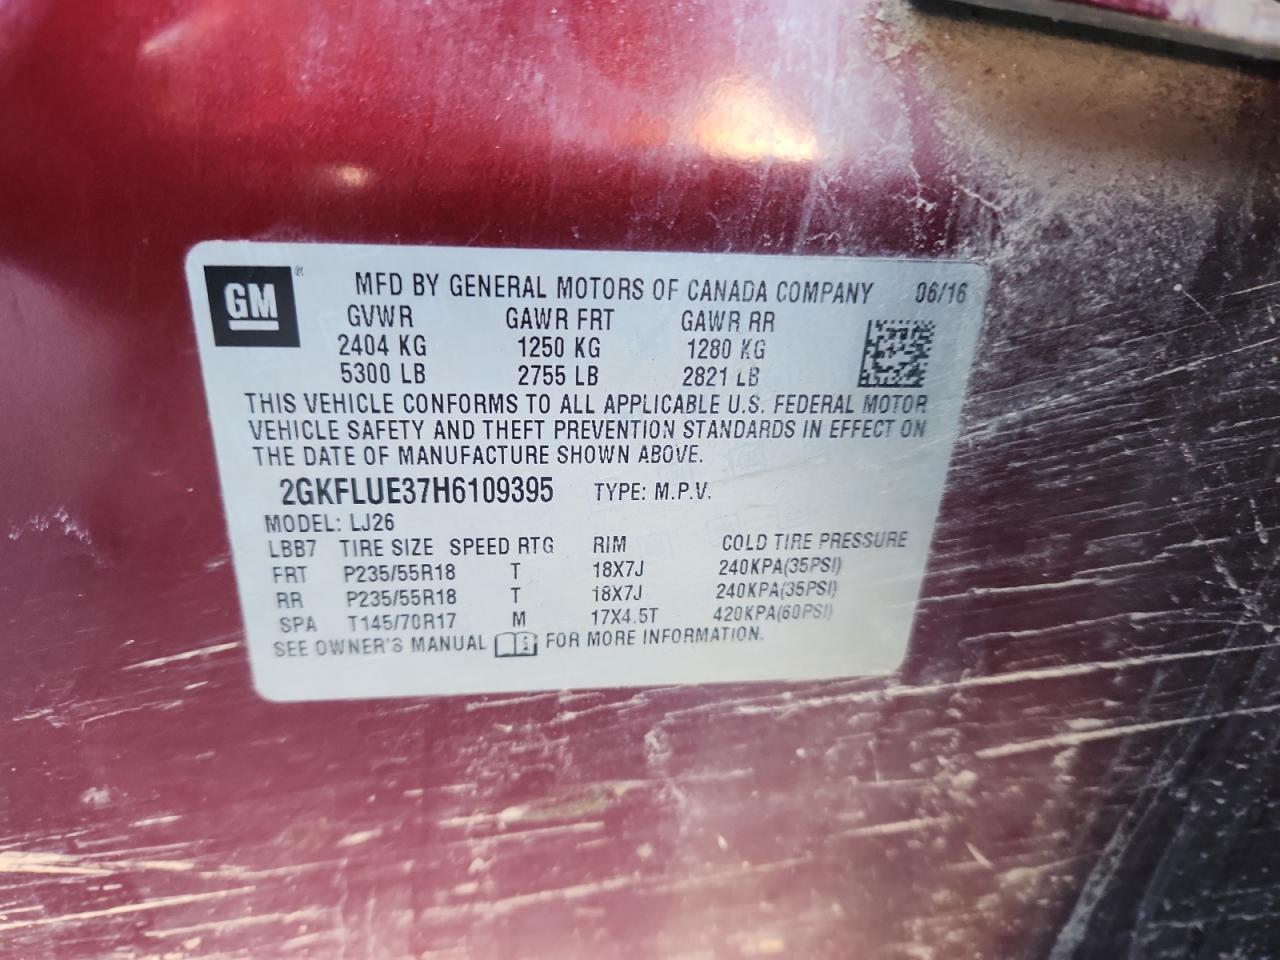 GM ® MFD BY GENERAL MOTORS OF CANADA COMPANY 06/16
GVWR GAWR FRT GAWR RR
2404 KG 1250 KG 1280 KG
5300 LB 2755 LB 2821 LB
THIS VEHICLE CONFORMS TO ALL APPLICABLE U.S. FEDERAL MOTOR
VEHICLE SAFETY AND THEFT PREVENTION STANDARDS IN EFFECT ON
THE DATE OF MANUFACTURE SHOWN ABOVE.
2GKFLUE37H6109395 TYPE: M.P.V.
MODEL: LJ26
LBB7 TIRE SIZE SPEED RTG RIM COLD TIRE PRESSURE
FRT P235/55R18 T 18X7J 240KPA(35PSI)
RR P235/55R18 T 18X7J 240KPA(35PSI)
SPA T145/70R17 M 17X4.5T 420KPA(60PSI)
SEE OWNER'S MANUAL FOR MORE INFORMATION.